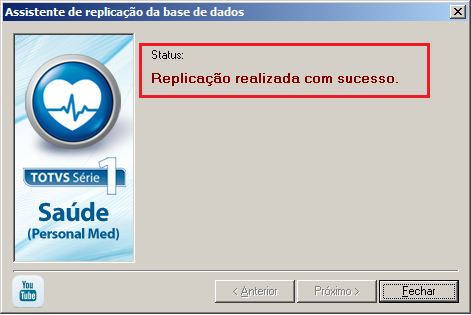 Assistente de replicação da base de dados
Status:
Replicação realizada com sucesso.
TOTVS Série 1
Saúde
(Personal Med)
You
Tube
< Anterior
Próximo >
Fechar